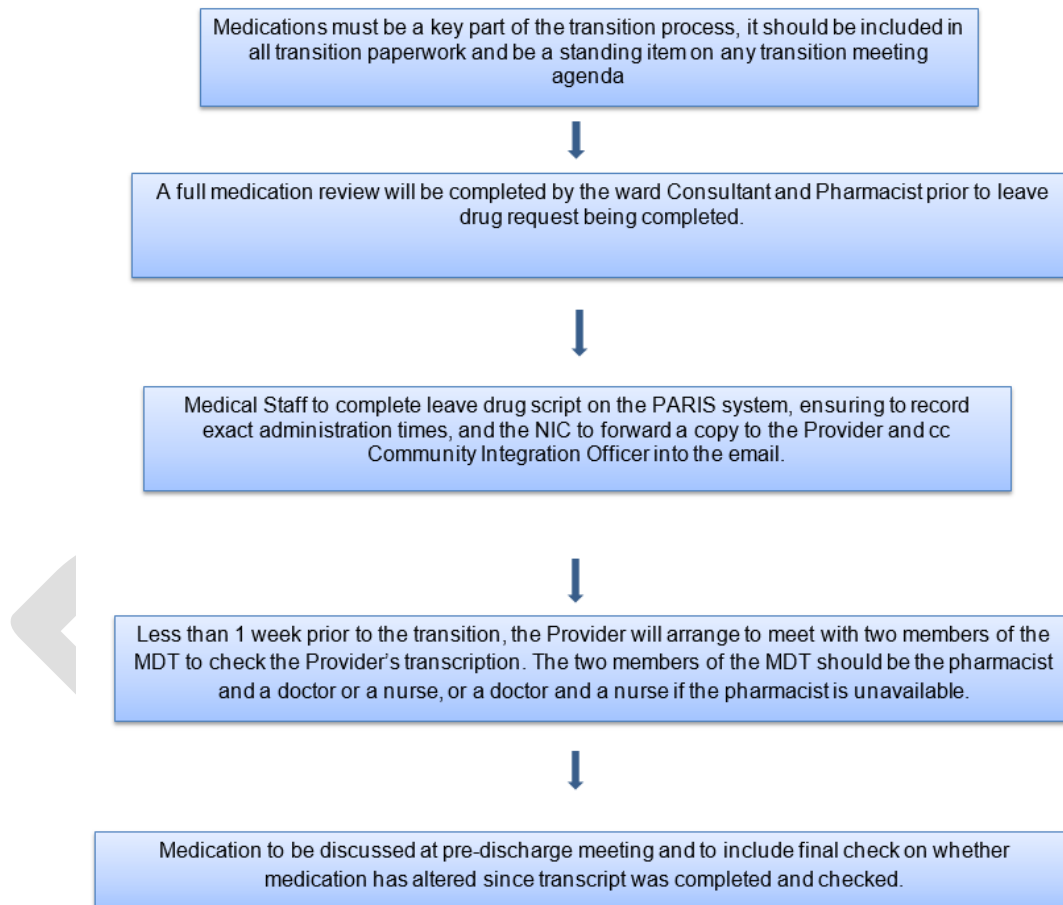 Medications must be a key part of the transition process, it should be included in
all transition paperwork and be a standing item on any transition meeting
agenda
A full medication review will be completed by the ward Consultant and Pharmacist prior to leave
drug request being completed.
Medical Staff to complete leave drug script on the PARIS system, ensuring to record
exact administration times, and the NIC to forward a copy to the Provider and cc
Community Integration Officer into the email.
Less than 1 week prior to the transition, the Provider will arrange to meet with two members of the
MDT to check the Provider's transcription. The two members of the MDT should be the pharmacist
and a doctor or a nurse, or a doctor and a nurse if the pharmacist is unavailable.
Medication to be discussed at pre-discharge meeting and to include final check on whether
medication has altered since transcript was completed and checked.